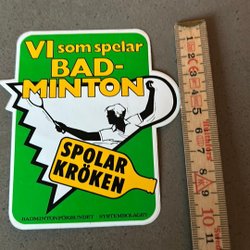 VI som spelar
BAD-
MINTON
SPOLAR
KRÖKEN
BADMINTONFÖRBUNDET SYSTEMBOLAGET